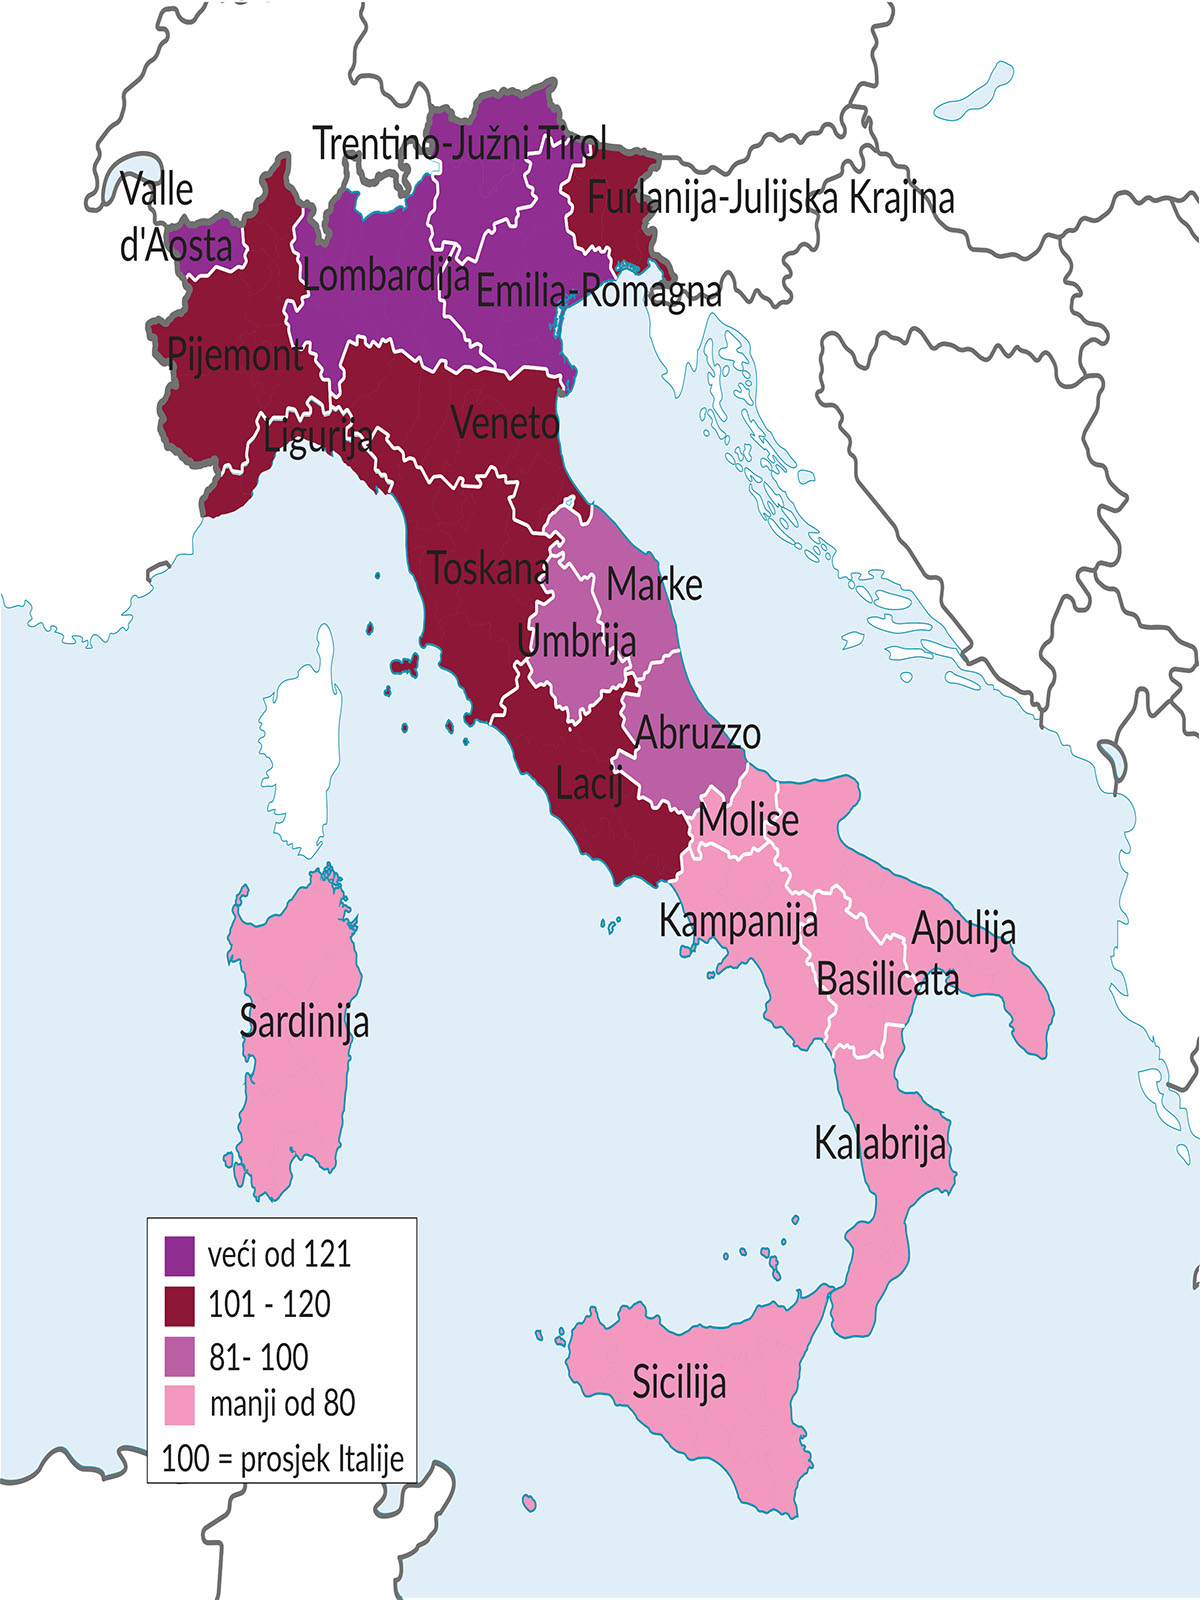 Trentino-Južni Tirol
Valle
d'Aosta
Furlanija-Julijska Krajina
Lombardija
Emilia-Romagna
Pijemont
Veneto
Ligurija
Toskana
Marke
Umbrija
Abruzzo
Lacij
Molise
Kampanija
Apulija
Basilicata
Sardinija
Kalabrija
Sicilija
veći od 121
101 - 120
81- 100
manji od 80
100 = prosjek Italije